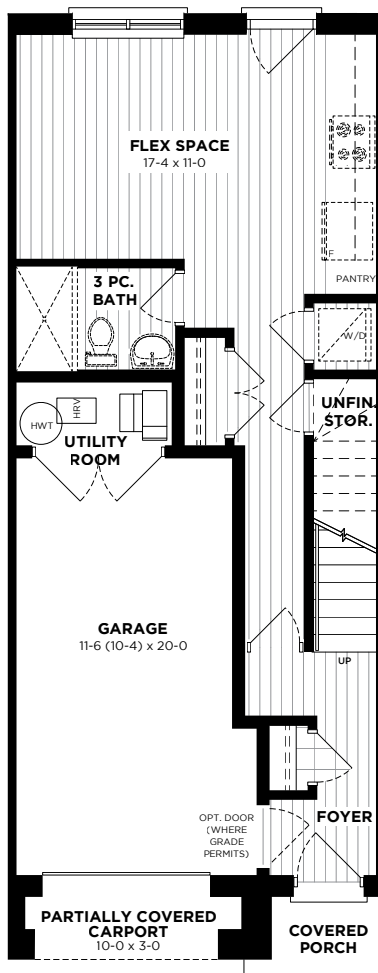 FLEX SPACE
17-4 x 11-0
F
PANTRY
3 PC.
BATH
W/D
UNFIN.
STOR.
HRV
HWT
UTILITY
ROOM
GARAGE
11-6 (10-4) x 20-0
UP
OPT. DOOR
(WHERE
GRADE
PERMITS)
FOYER
PARTIALLY COVERED
CARPORT
10-0 x 3-0
COVERED
PORCH